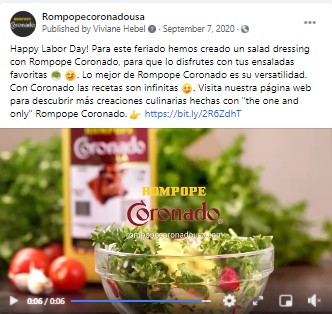 Rompopecoronadousa
Published by Viviane Hebel · September 7, 2020 ·
Happy Labor Day! Para este feriado hemos creado un salad dressing
con Rompope Coronado, para que lo disfrutes con tus ensaladas
favoritas 🥗 😋. Lo mejor de Rompope Coronado es su versatilidad.
Con Coronado las recetas son infinitas 😋. Visita nuestra página web
para descubrir más creaciones culinarias hechas con "the one and
only" Rompope Coronado. 👉 https://bit.ly/2R6ZdhT
ROMPOPE
Coronado
ROMPOPE
Coronado
rompopecoronadousa.com
0:06 / 0:06